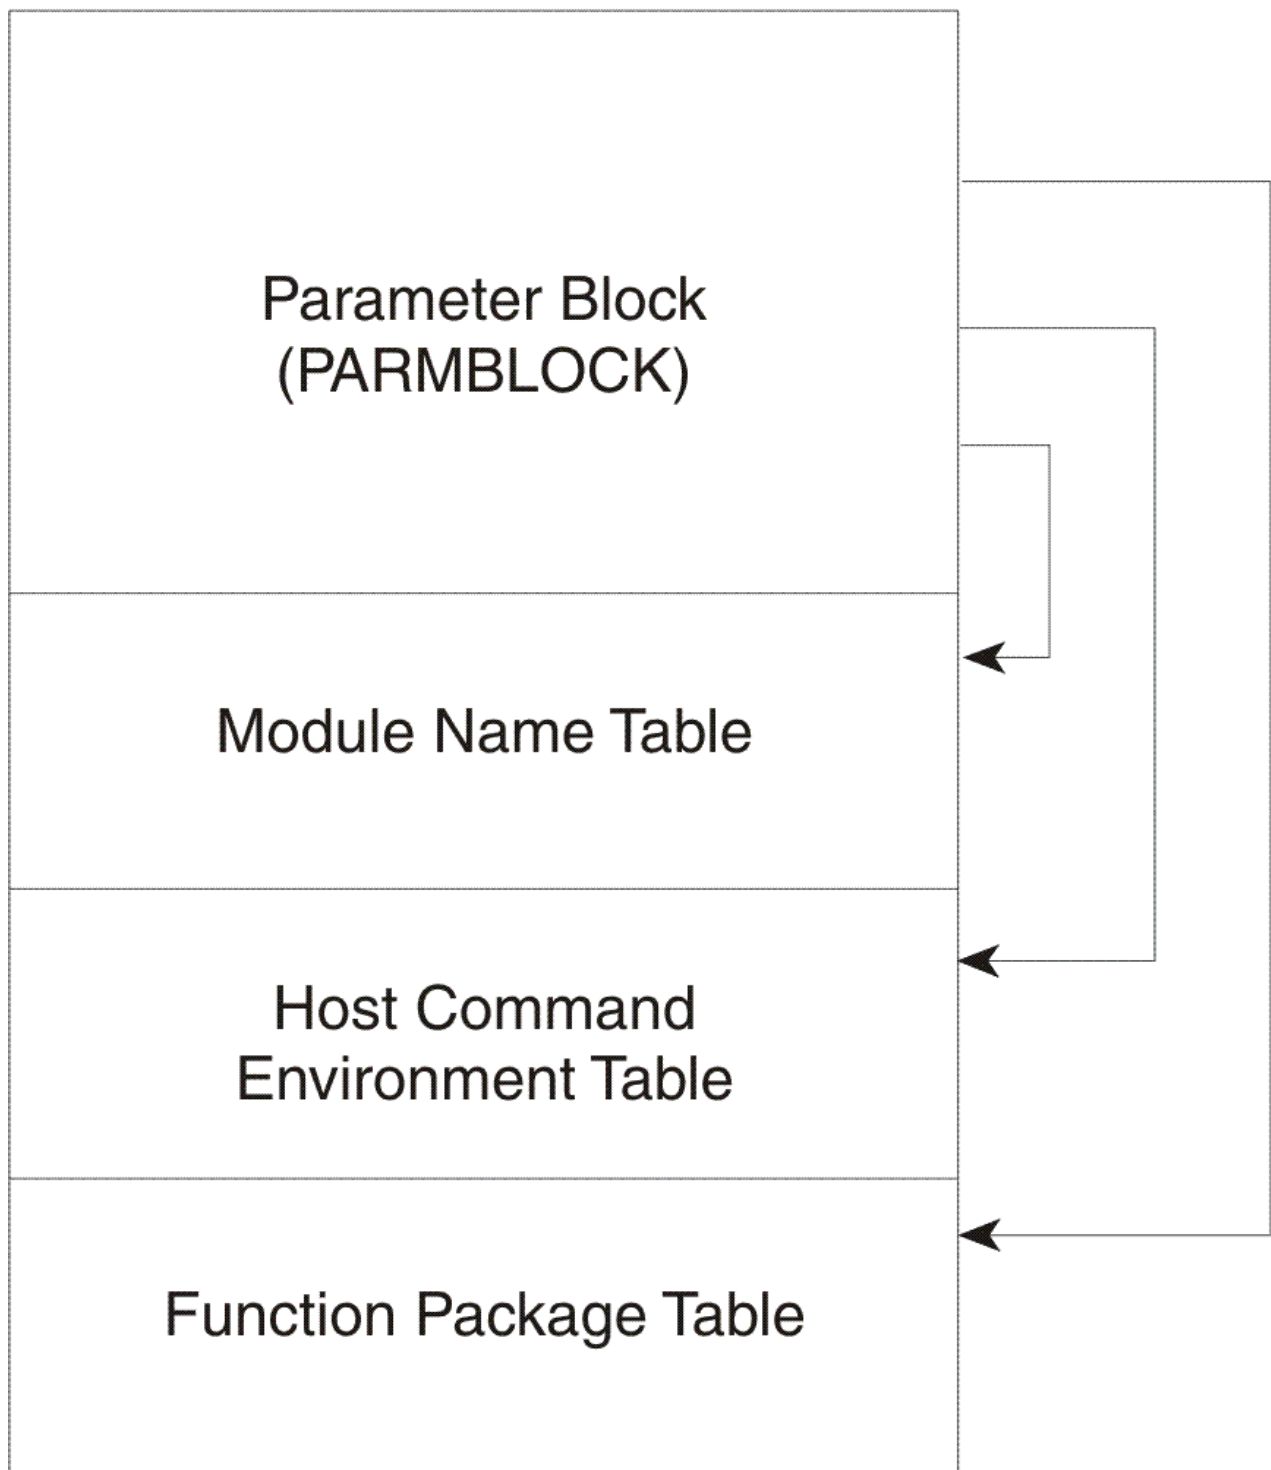 Parameter Block
(PARMBLOCK)
Module Name Table
Host Command
Environment Table
Function Package Table